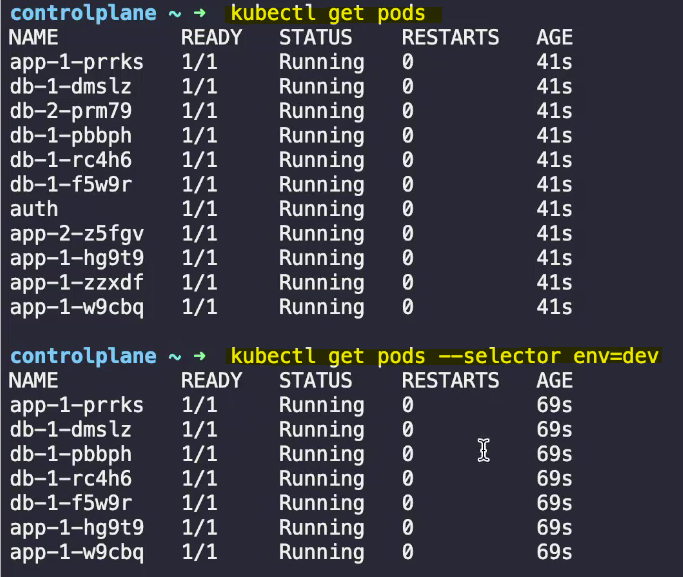 controlplane ~ ➜ kubectl get pods
NAME READY STATUS RESTARTS AGE
app-1-prrks 1/1 Running 0 41s
db-1-dmslz 1/1 Running 0 41s
db-2-prm79 1/1 Running 0 41s
db-1-pbbph 1/1 Running 0 41s
db-1-rc4h6 1/1 Running 0 41s
db-1-f5w9r 1/1 Running 0 41s
auth 1/1 Running 0 41s
app-2-z5fgv 1/1 Running 0 41s
app-1-hg9t9 1/1 Running 0 41s
app-1-zzxdf 1/1 Running 0 41s
app-1-w9cbq 1/1 Running 0 41s
controlplane ~ ➜ kubectl get pods --selector env=dev
NAME READY STATUS RESTARTS AGE
app-1-prrks 1/1 Running 0 69s
db-1-dmslz 1/1 Running 0 69s
db-1-pbbph 1/1 Running 0 69s
db-1-rc4h6 1/1 Running 0 69s
db-1-f5w9r 1/1 Running 0 69s
app-1-hg9t9 1/1 Running 0 69s
app-1-w9cbq 1/1 Running 0 69s